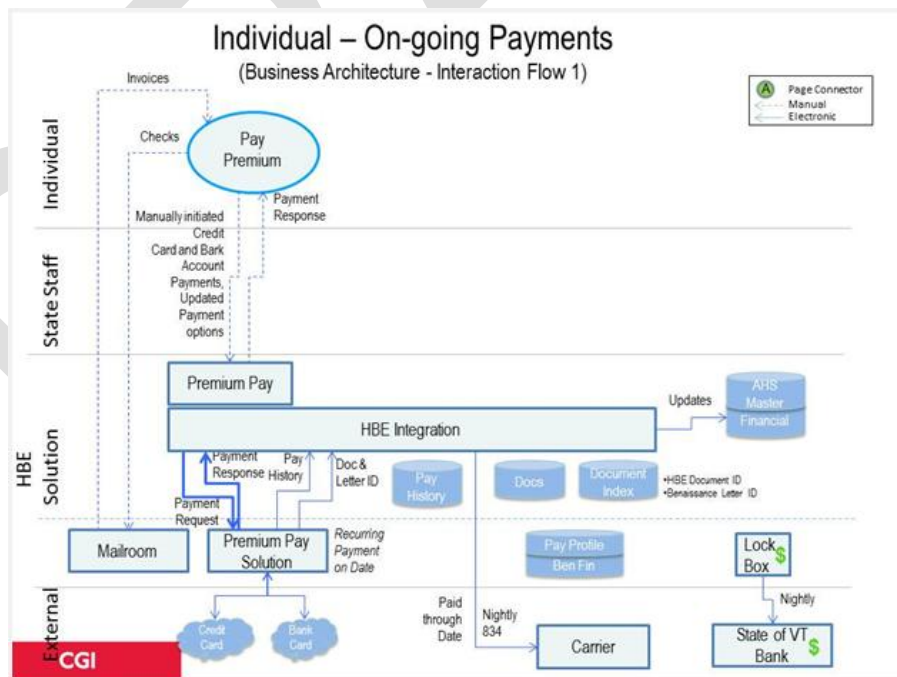 Individual – On-going Payments
(Business Architecture - Interaction Flow 1)
A Page Connector
Manual
Electronic
Individual
Invoices
Checks
Pay
Premium
Payment
Response
Manually initiated
Credit
Card and Bark
Account
Payments,
Updated
Payment
options
State Staff
HBE
Solution
Premium Pay
HBE Integration
Updates
AHS
Master
Financial
Payment
Response
Pay
History
Doc &
Letter ID
Payment
Request
Pay
History
Docs
Document
Index
•HBE Document ID
•Benaissance Letter ID
Mailroom
Premium Pay
Solution
Recurring
Payment
on Date
Pay Profile
Ben Fin
Lock
Box $
External
Credit
Card
Bank
Card
Paid
through
Date
Nightly
834
Carrier
Nightly
State of VT
Bank $
CGI